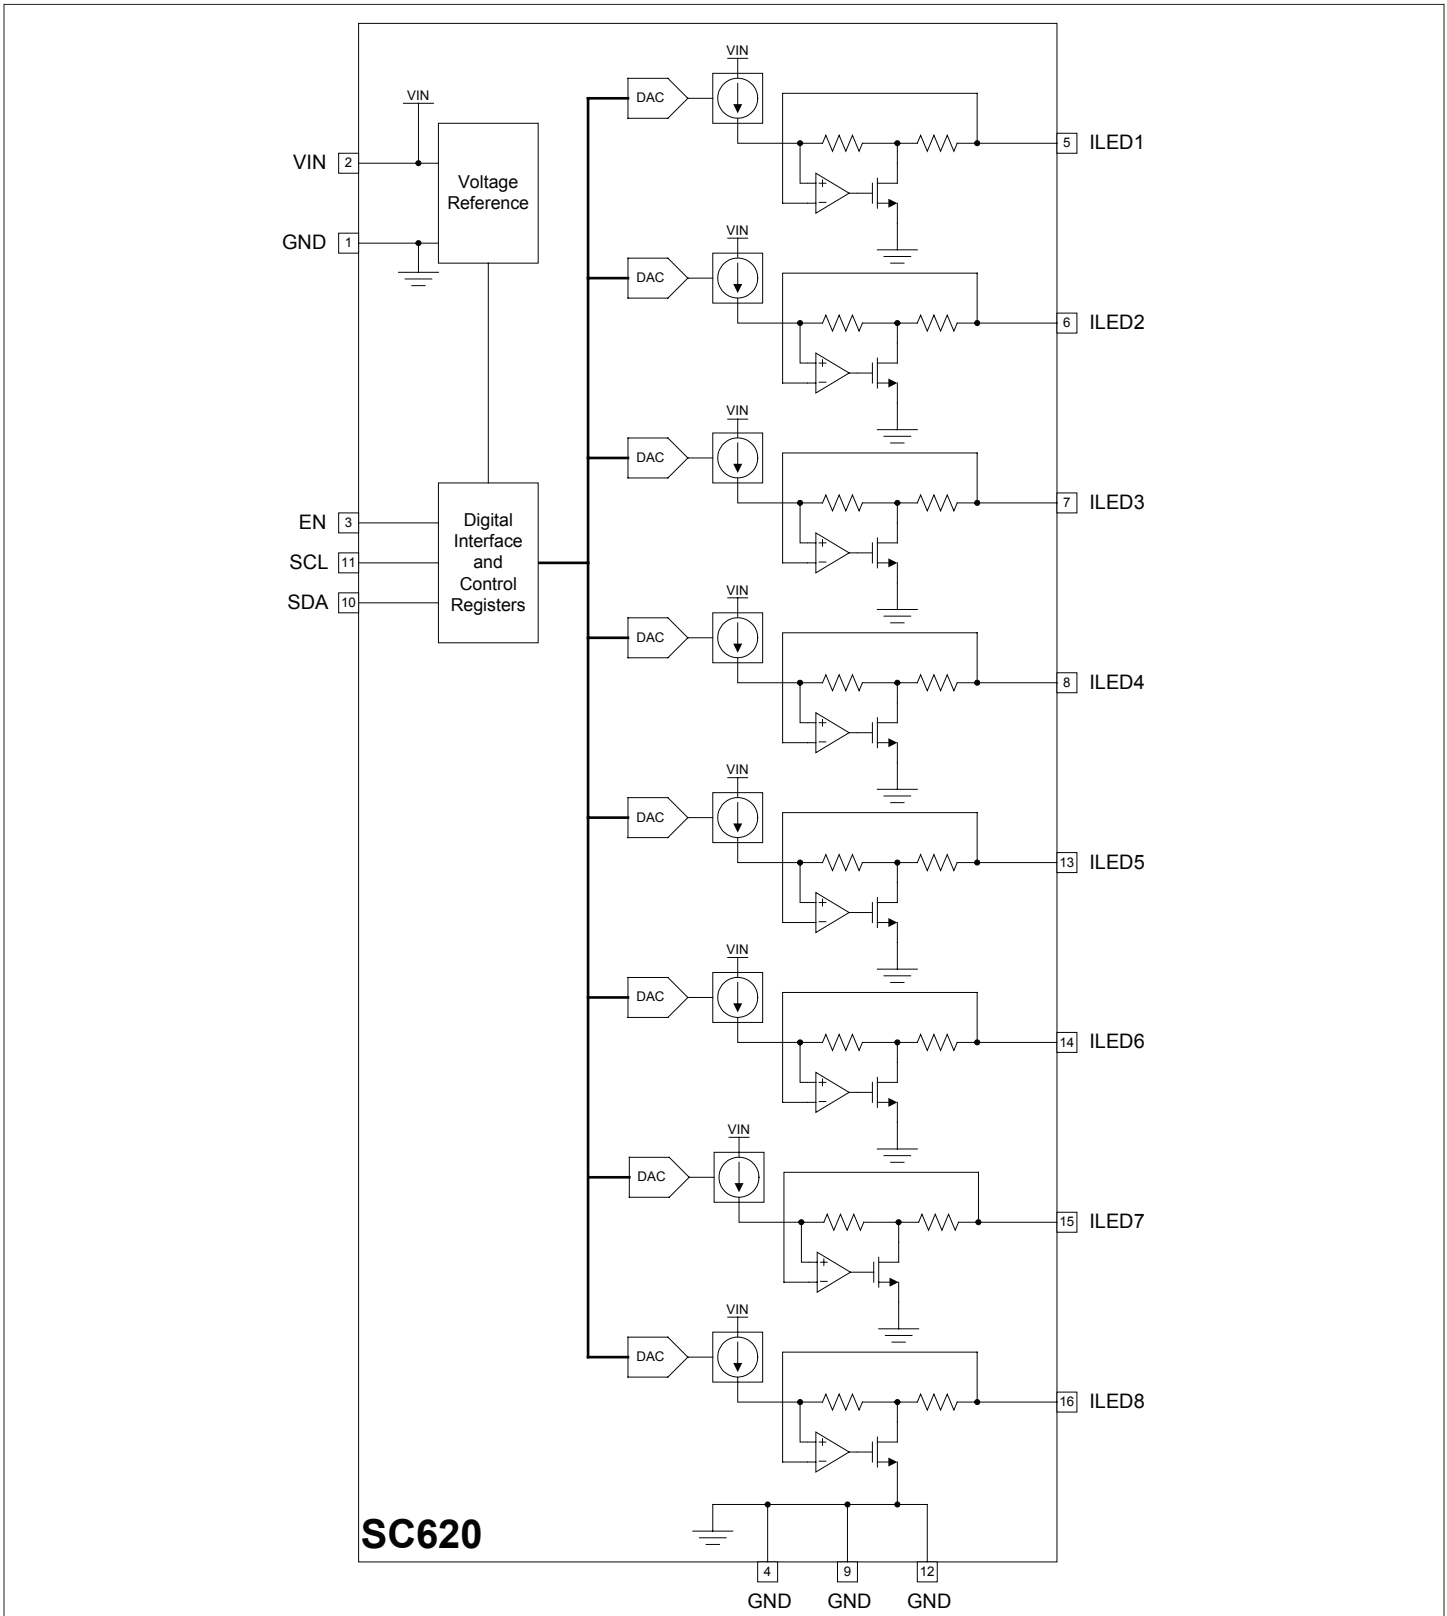 VIN
DAC
VIN
VIN 2
Voltage
Reference
5 ILED1
GND 1
VIN
DAC
6 ILED2
VIN
DAC
7 ILED3
EN 3
SCL 11
SDA 10
Digital
Interface
and
Control
Registers
VIN
DAC
8 ILED4
VIN
DAC
13 ILED5
VIN
DAC
14 ILED6
VIN
DAC
15 ILED7
VIN
DAC
16 ILED8
SC620
4 9 12
GND GND GND